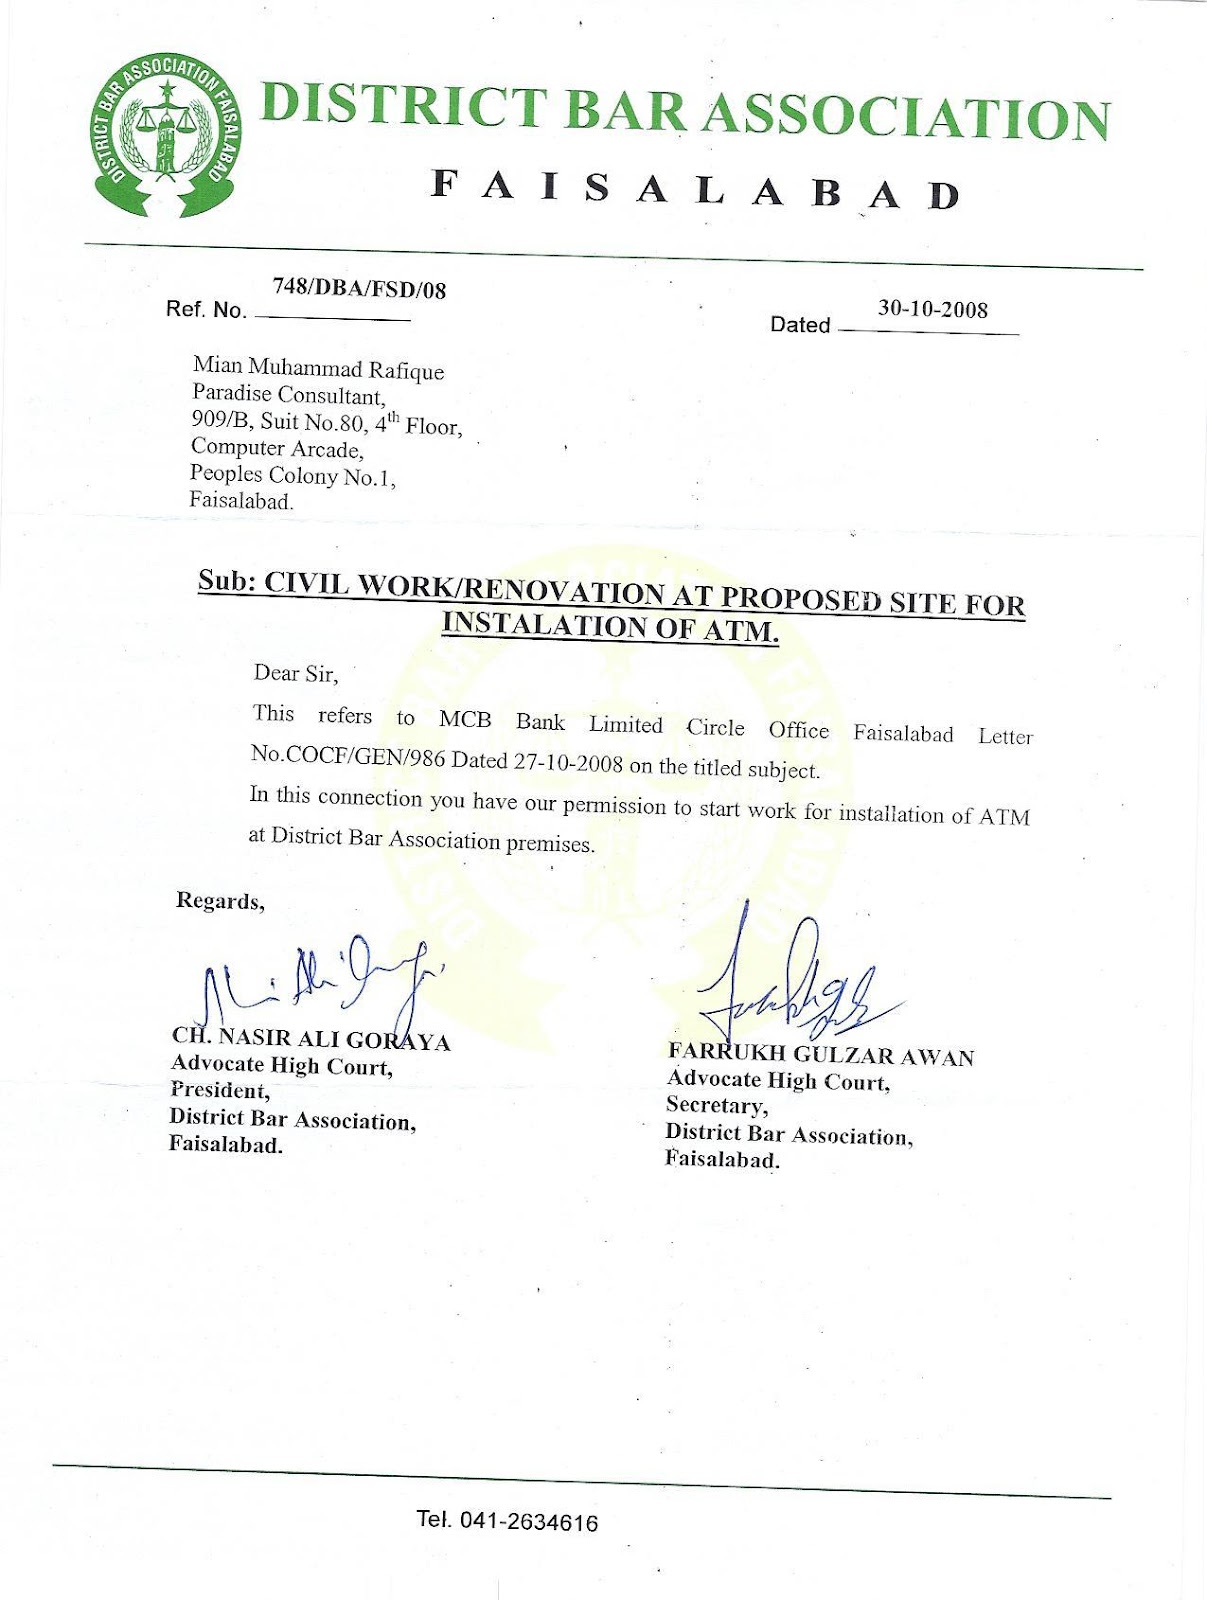 DISTRICT BAR ASSOCIATION FAISALABAD
DISTRICT BAR ASSOCIATION
FAISALABAD
Ref. No. 748/DBA/FSD/08
Dated 30-10-2008
Mian Muhammad Rafique
Paradise Consultant,
909/B, Suit No.80, 4th Floor,
Computer Arcade,
Peoples Colony No.1,
Faisalabad.
Sub: CIVIL WORK/RENOVATION AT PROPOSED SITE FOR
INSTALATION OF ATM.
Dear Sir,
This refers to MCB Bank Limited Circle Office Faisalabad Letter
No.COCF/GEN/986 Dated 27-10-2008 on the titled subject.
In this connection you have our permission to start work for installation of ATM
at District Bar Association premises.
Regards,
CH. NASIR ALI GORAYA
Advocate High Court,
President,
District Bar Association,
Faisalabad.
FARRUKH GULZAR AWAN
Advocate High Court,
Secretary,
District Bar Association,
Faisalabad.
Tel. 041-2634616